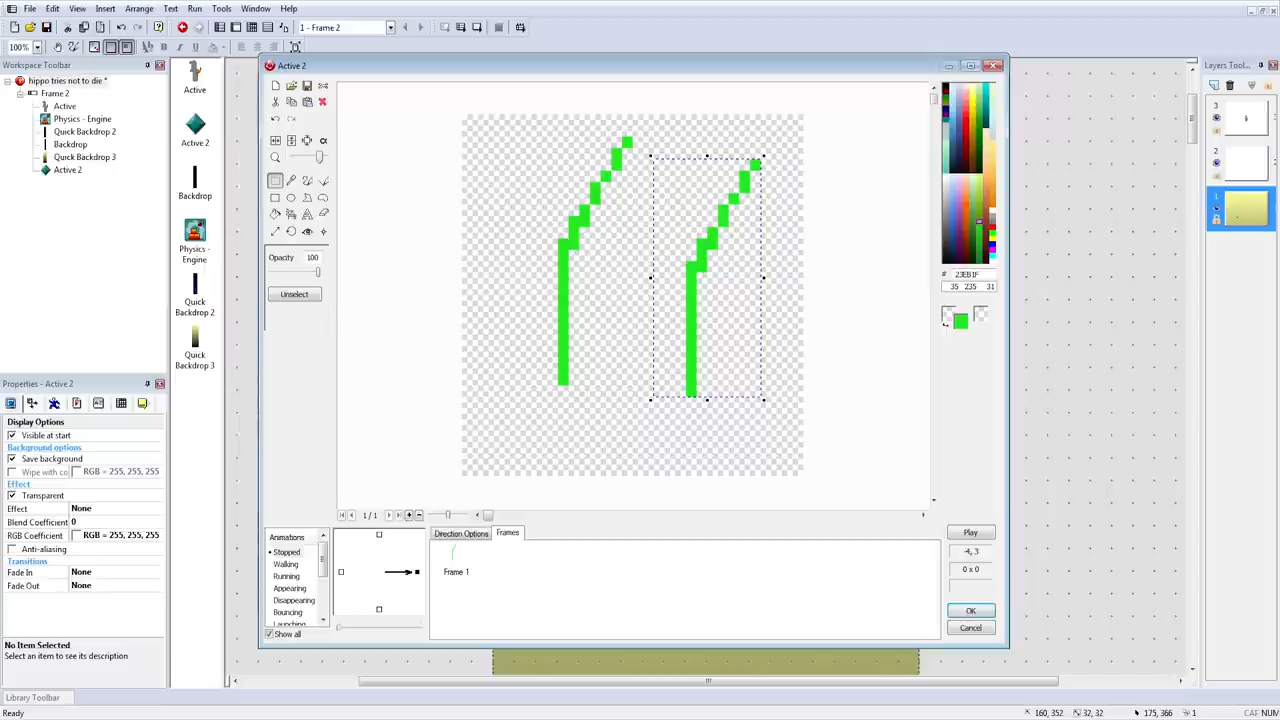 File Edit View Insert Arrange Text Run Tools Window Help
1 - Frame 2
100%
Workspace Toolbar
hippo tries not to die *
Frame 2
Active
Physics - Engine
Quick Backdrop 2
Backdrop
Quick Backdrop 3
Active 2
Active
Active 2
Backdrop
Physics -
Engine
Quick
Backdrop 2
Quick
Backdrop 3
Properties - Active 2
Display Options
Visible at start
Background options
Save background
Wipe with co RGB = 255, 255, 255
Effect
Transparent
Effect None
Blend Coefficient 0
RGB Coefficient RGB = 255, 255, 255
Anti-aliasing
Transitions
Fade In None
Fade Out None
No Item Selected
Select an item to see its description
Library Toolbar
Ready
Active 2
Opacity 100
Unselect
1 / 1
Animations
Stopped
Walking
Running
Appearing
Disappearing
Bouncing
Launching
Show all
Direction Options Frames
Frame 1
# 23EB1F
35 235 31
Play
-4, 3
0 x 0
OK
Cancel
Layers Tool...
3
2
1
160, 352 32, 32 175, 366 1 CAP NUM